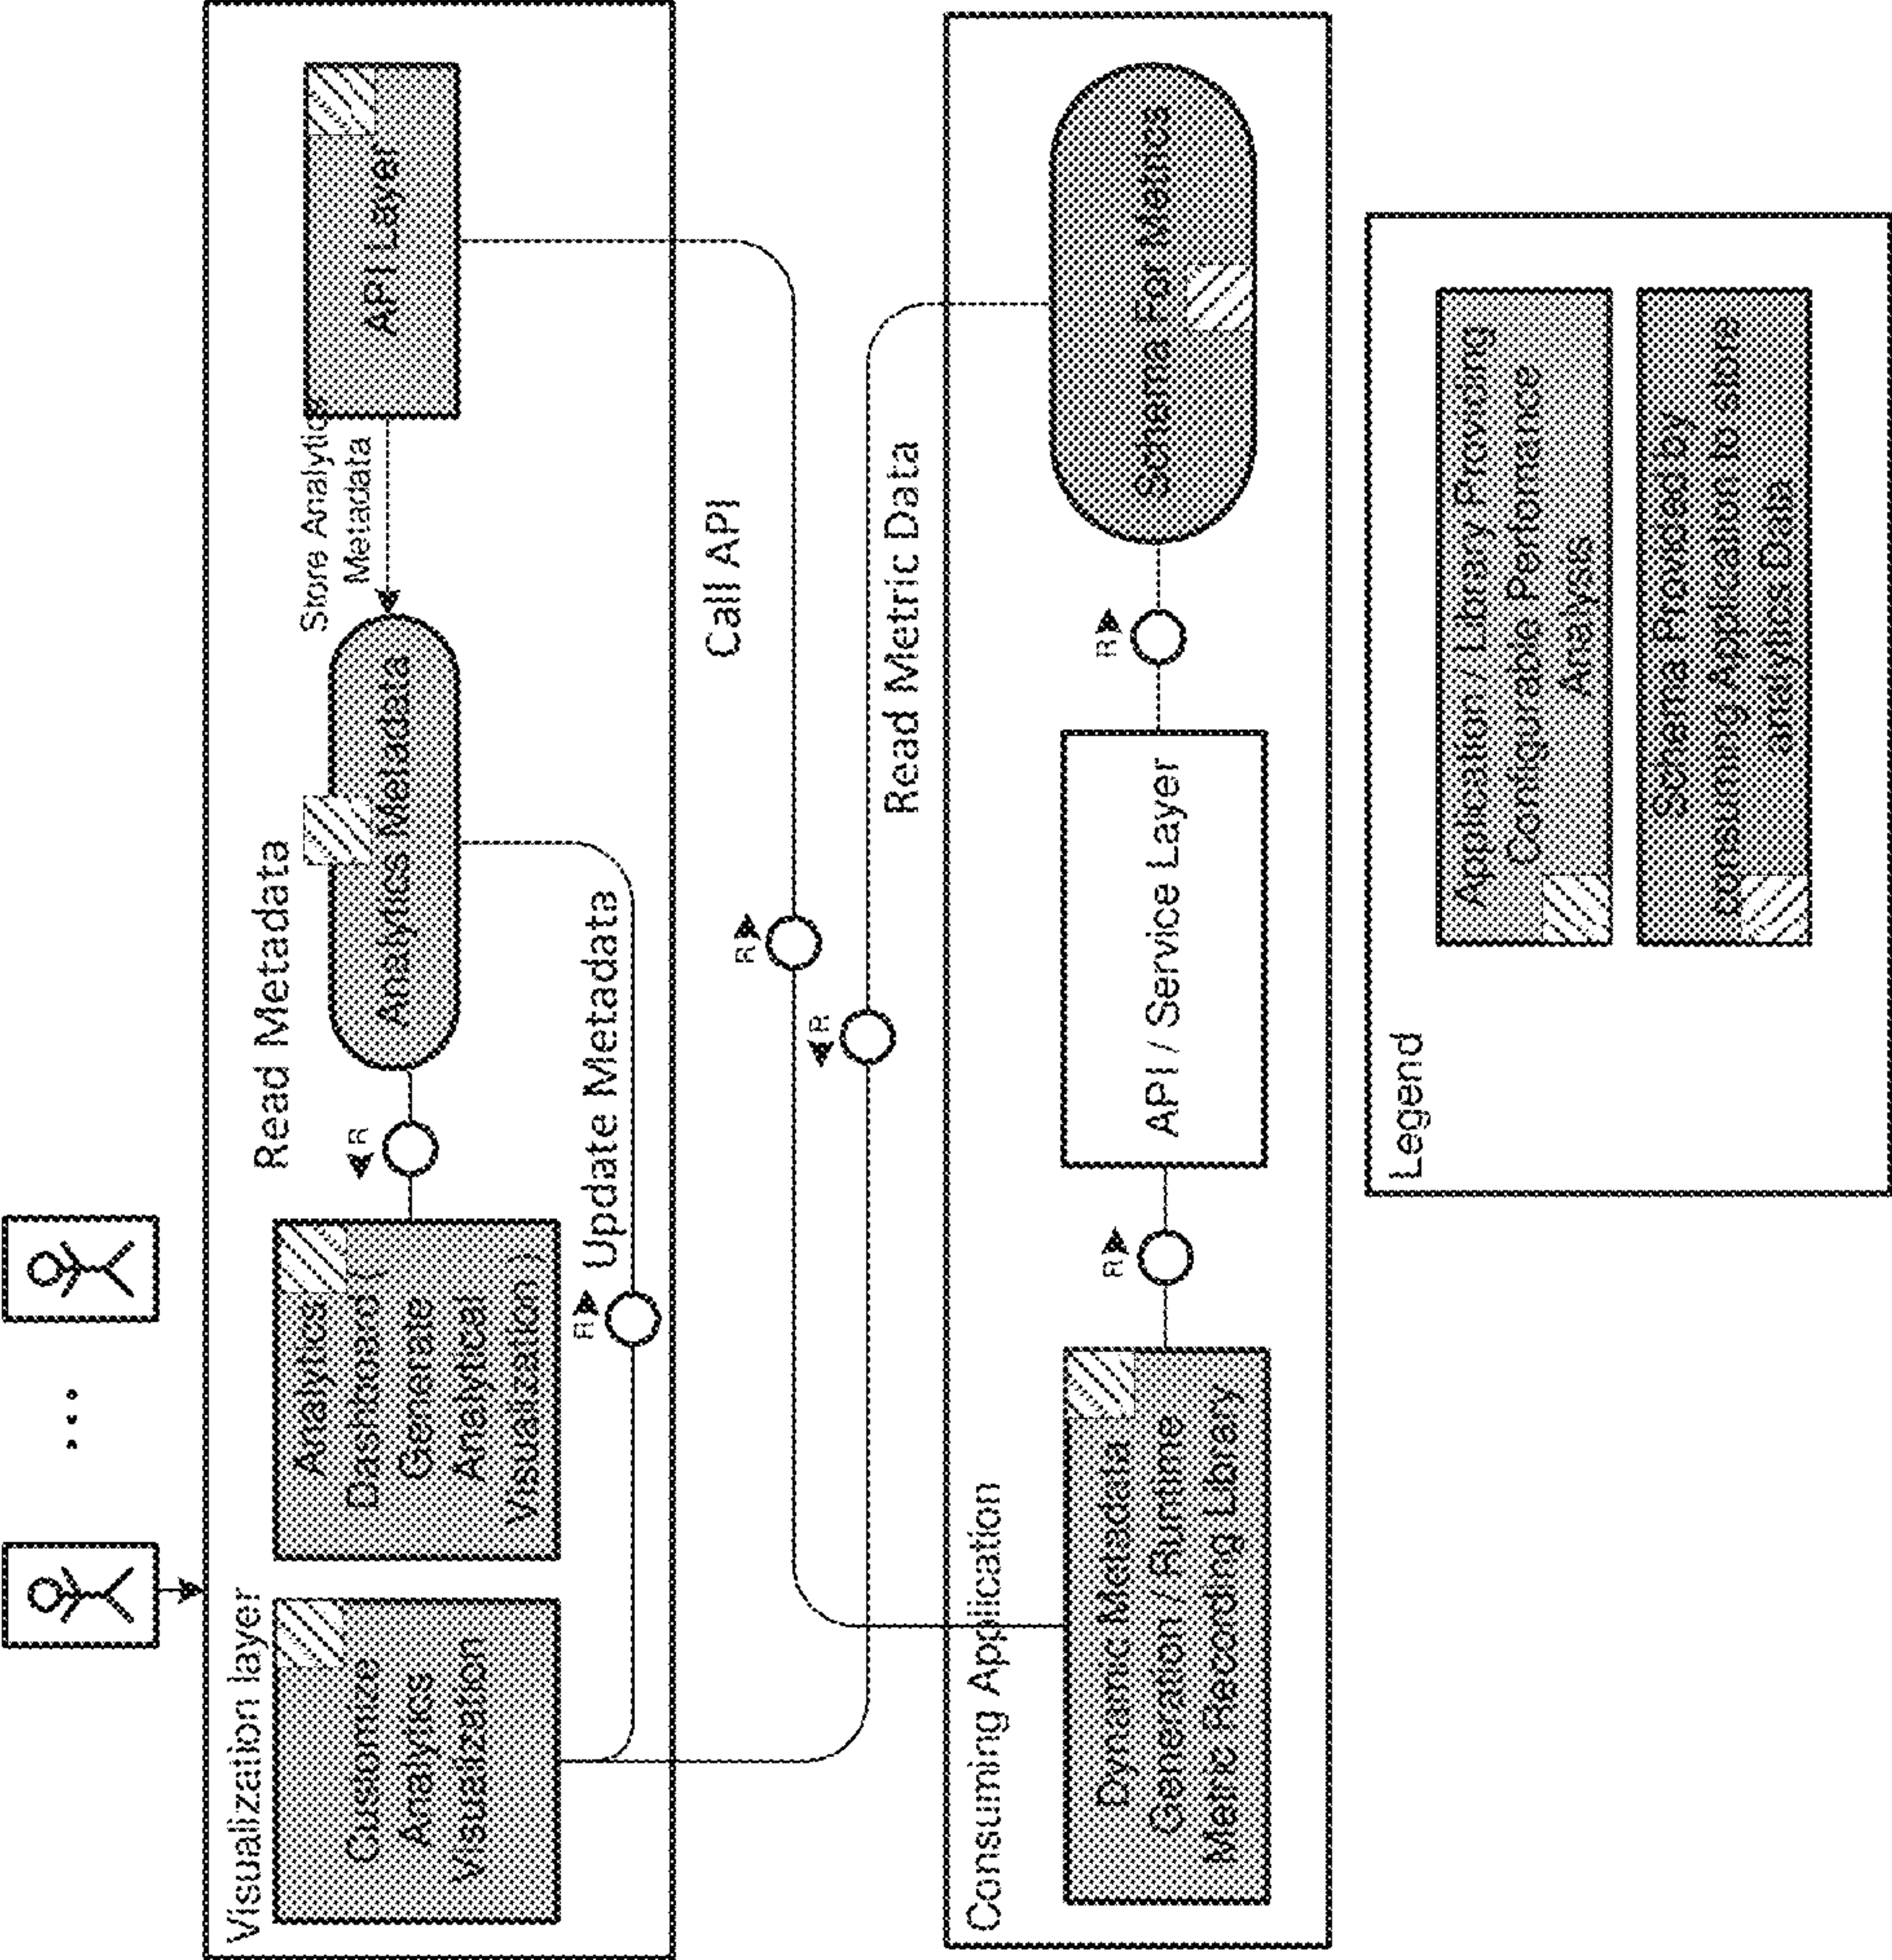 Visualization layer
Customize
Analytics
Visualization
Analytics
Dashboard (
Generate
Analytical
Visualization)
Read Metadata
R
Analytics Metadata
Store Analytic
Metadata
API Layer
R
Update Metadata
R
Call API
R
Read Metric Data
Consuming Application
Dynamic Metadata
Generation / Runtime
Metric Recording Library
R
API / Service Layer
R
Schema For Metrics
Legend
Application / Library Providing
Configurable Performance
Analysis
Schema Provided by
consuming Application to store
analytics Data